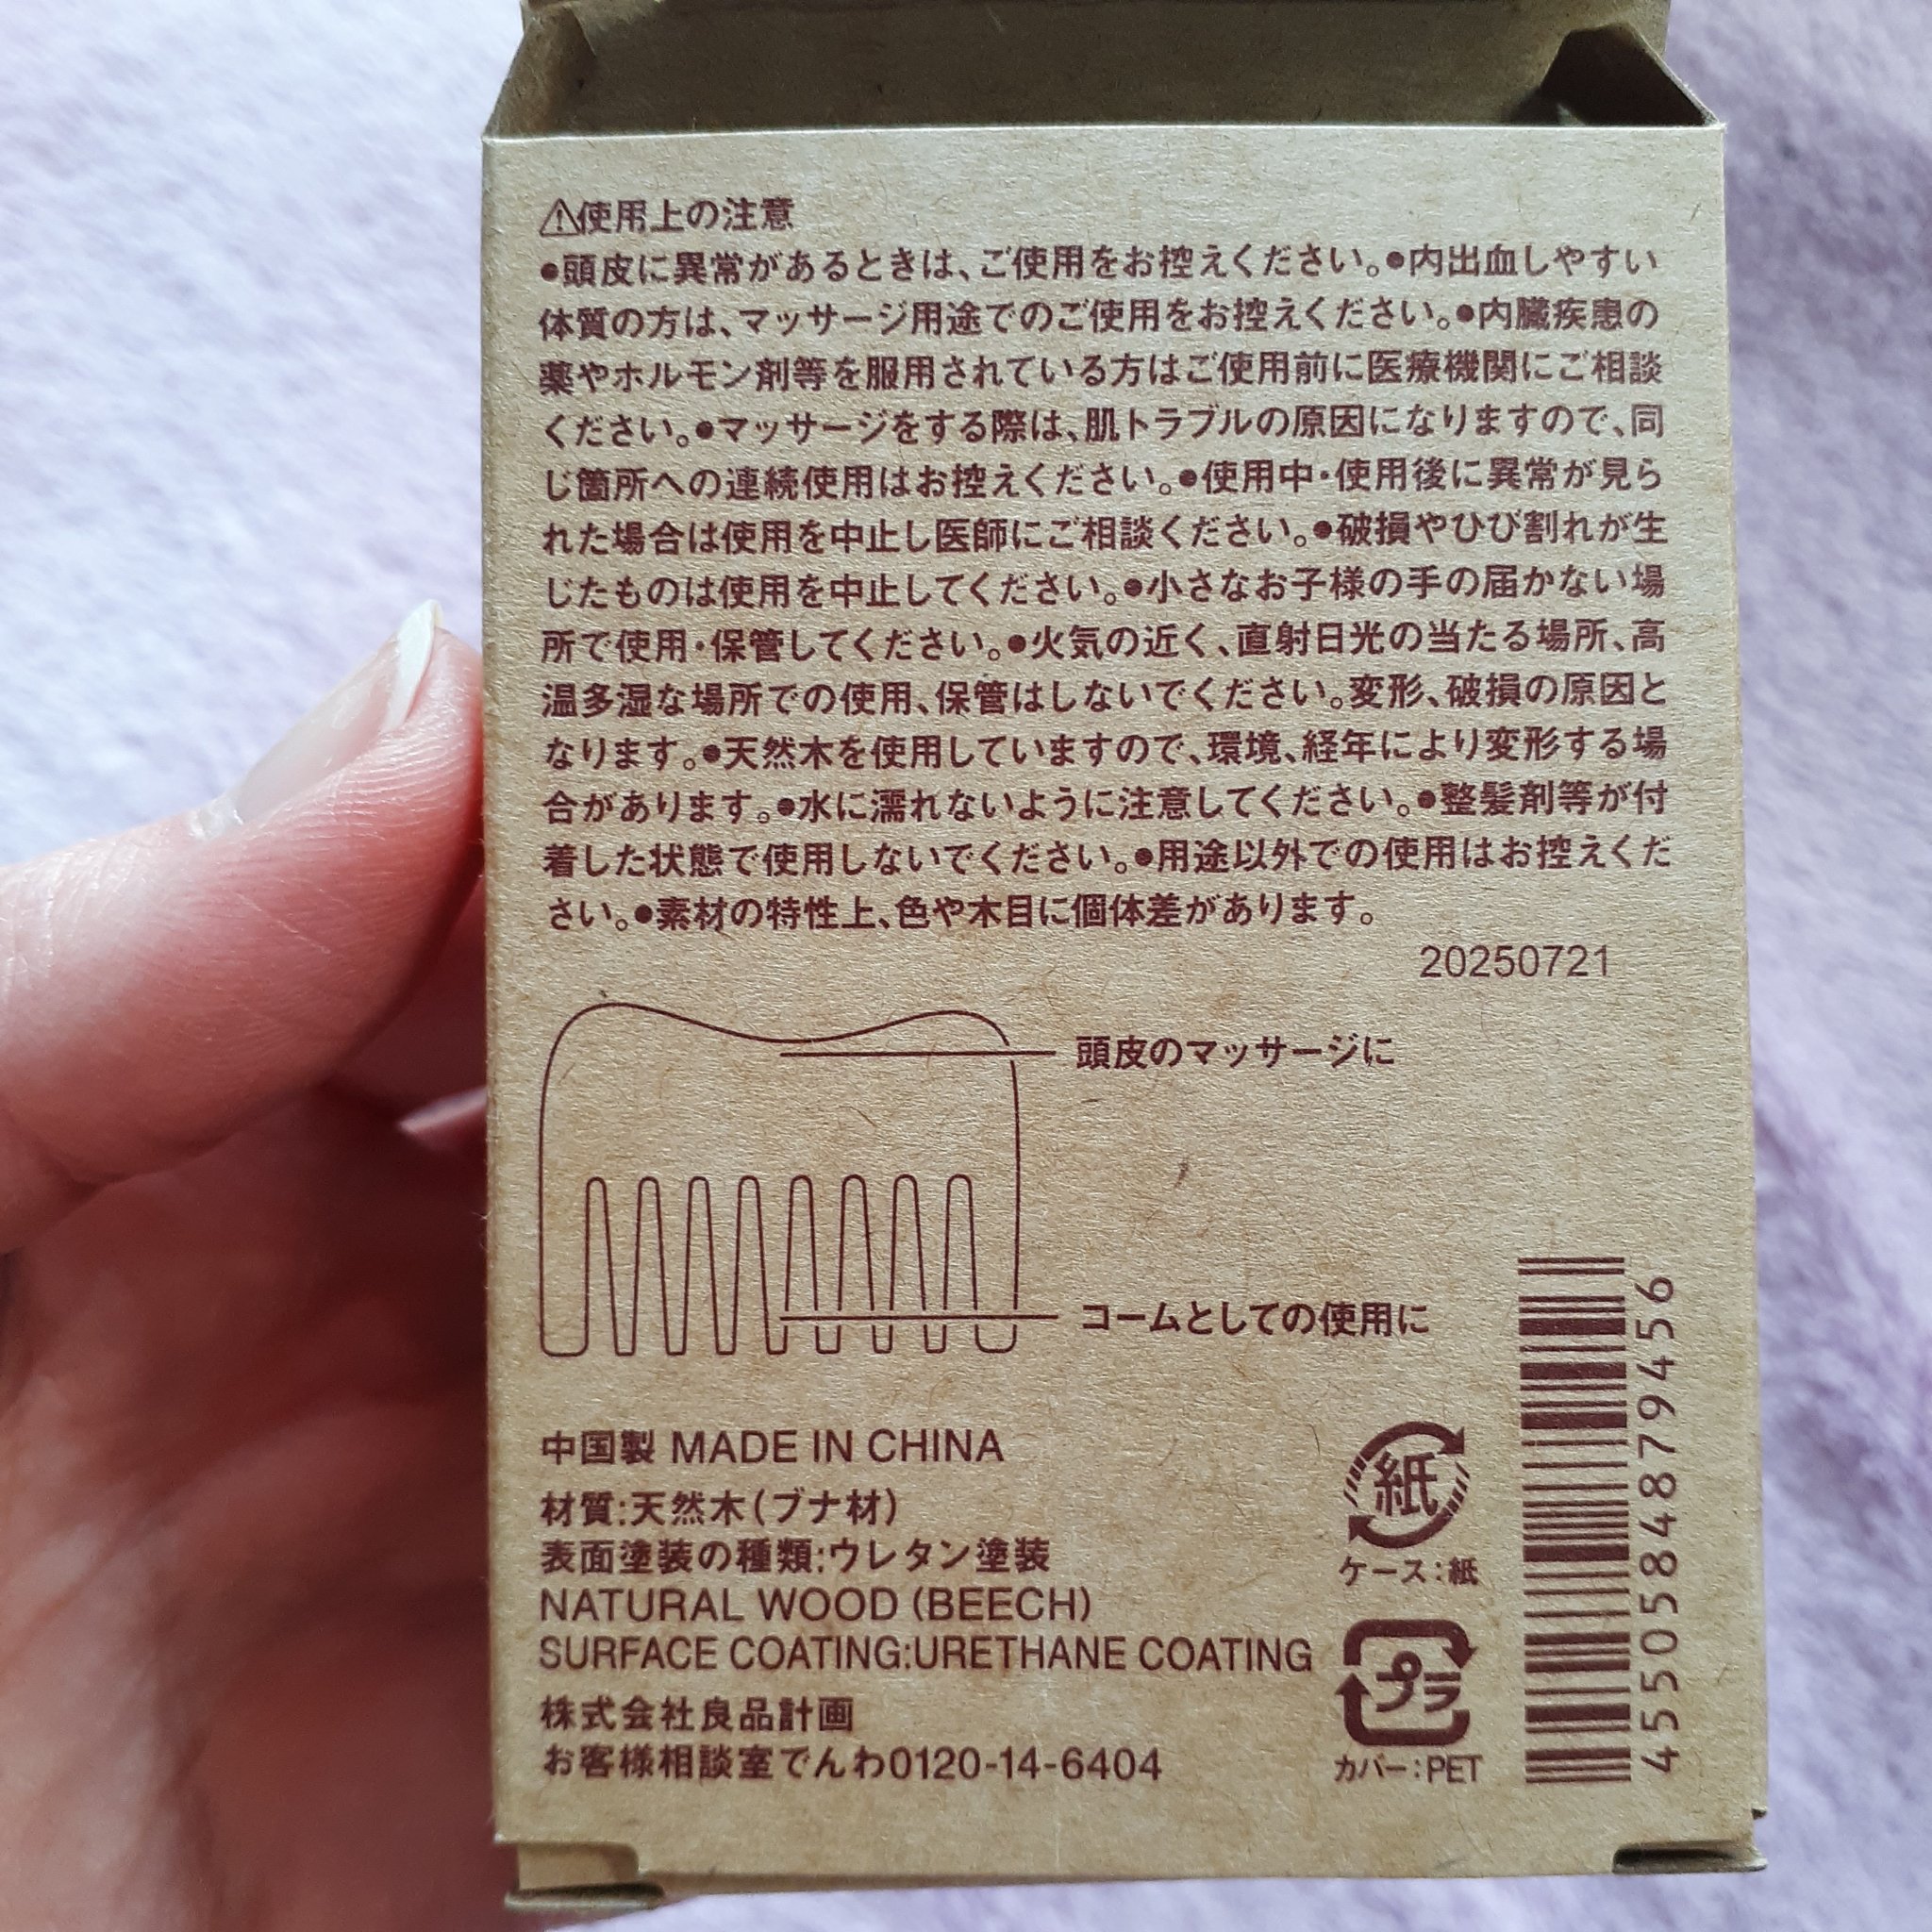 ⚠使用上の注意
●頭皮に異常があるときは、ご使用をお控えください。●内出血しやすい
体質の方は、マッサージ用途でのご使用をお控えください。●内臓疾患の
薬やホルモン剤等を服用されている方はご使用前に医療機関にご相談
ください。●マッサージをする際は、肌トラブルの原因になりますので、同
じ箇所への連続使用はお控えください。●使用中・使用後に異常が見ら
れた場合は使用を中止し医師にご相談ください。●破損やひび割れが生
じたものは使用を中止してください。●小さなお子様の手の届かない場
所で使用・保管してください。●火気の近く、直射日光の当たる場所、高
温多湿な場所での使用、保管はしないでください。変形、破損の原因と
なります。●天然木を使用していますので、環境、経年により変形する場
合があります。●水に濡れないように注意してください。●整髪剤等が付
着した状態で使用しないでください。●用途以外での使用はお控えくだ
さい。●素材の特性上、色や木目に個体差があります。
20250721
頭皮のマッサージに
コームとしての使用に
中国製 MADE IN CHINA
材質:天然木(ブナ材)
表面塗装の種類:ウレタン塗装
NATURAL WOOD (BEECH)
SURFACE COATING:URETHANE COATING
株式会社良品計画
お客様相談室でんわ0120-14-6404
紙
ケース:紙
プラ
カバー:PET
4550584879456